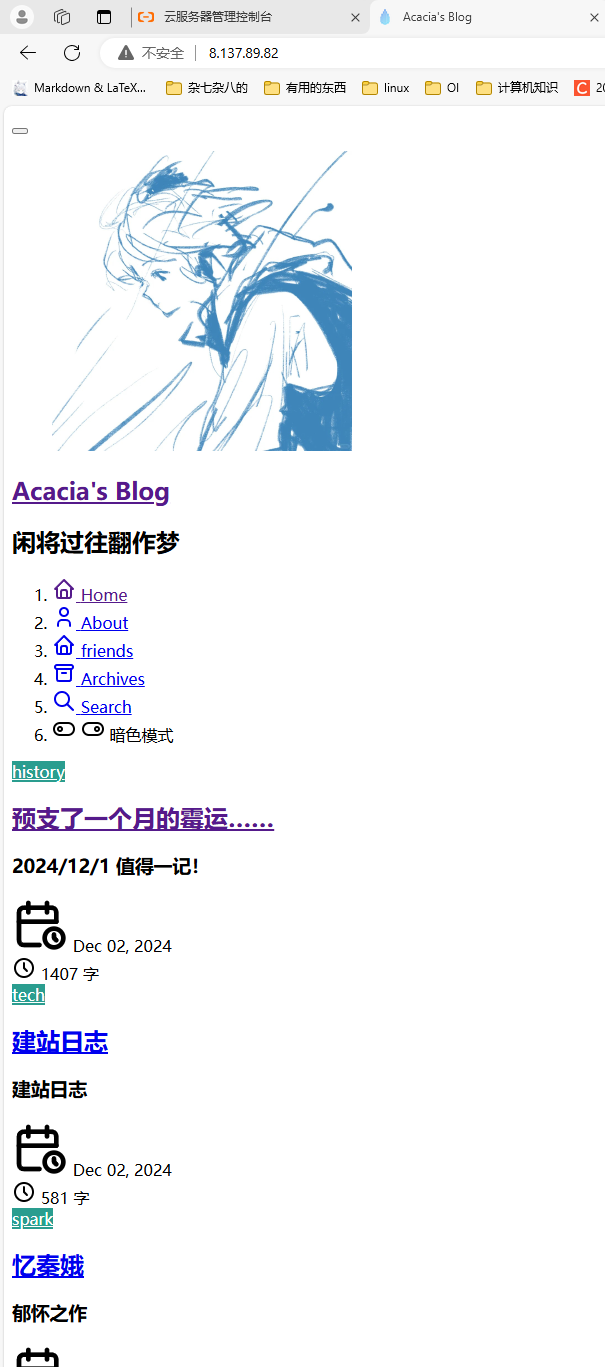 云服务器管理控制台
Acacia's Blog
不安全
8.137.89.82
Markdown & LaTeX...
杂七杂八的
有用的东西
linux
OI
计算机知识
20
Acacia's Blog
闲将过往翻作梦
1. Home
2. About
3. friends
4. Archives
5. Search
6. 暗色模式
history
预支了一个月的霉运……
2024/12/1 值得一记！
Dec 02, 2024
1407 字
tech
建站日志
建站日志
Dec 02, 2024
581 字
spark
忆秦娥
郁怀之作